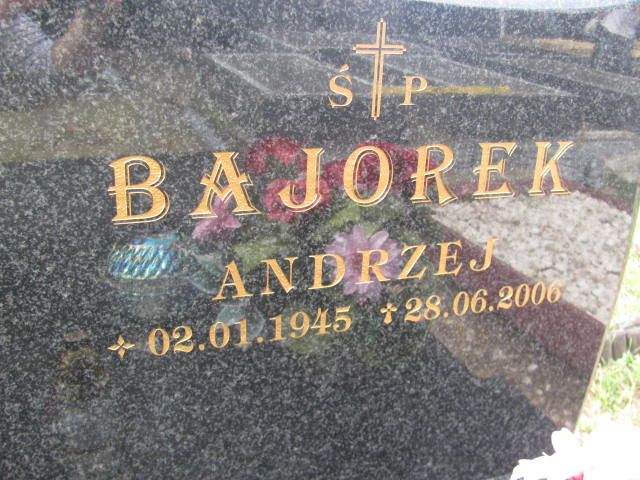 Ś P
BAJOREK
ANDRZEJ
02.01.1945 †28.06.2006